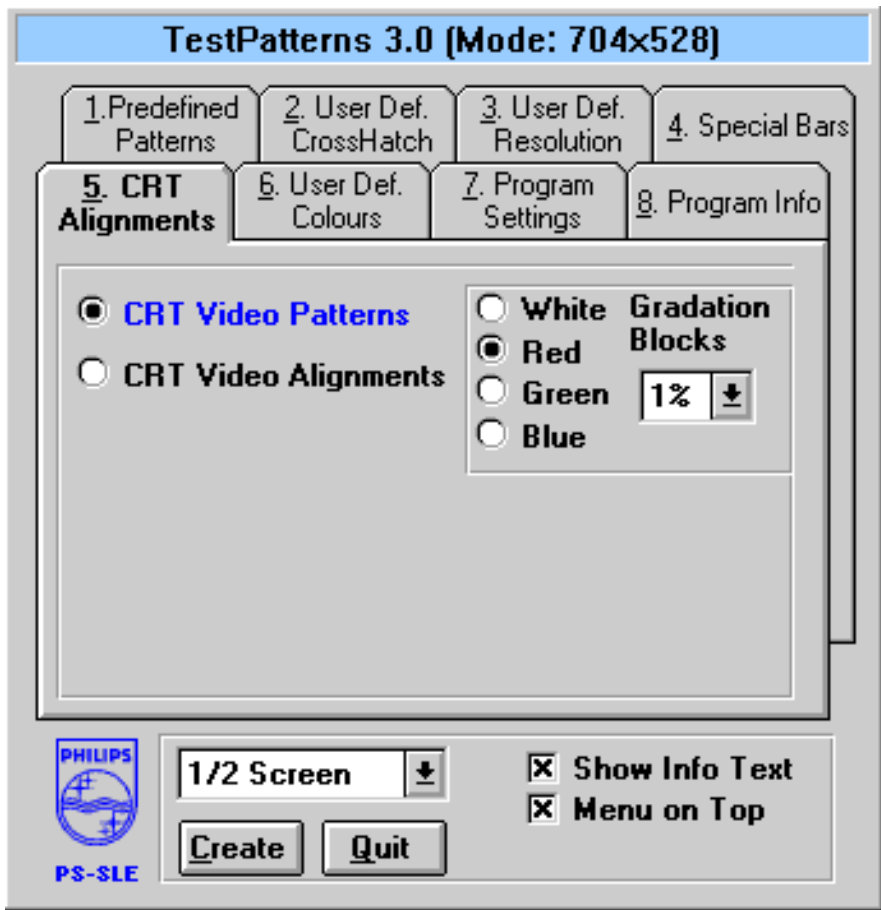 TestPatterns 3.0 (Mode: 704x528)
1.Predefined
Patterns
2. User Def.
CrossHatch
3. User Def.
Resolution
4. Special Bars
5. CRT
Alignments
6. User Def.
Colours
7. Program
Settings
8. Program Info
CRT Video Patterns
CRT Video Alignments
White
Red
Green
Blue
Gradation
Blocks
1%
PHILIPS
PS-SLE
1/2 Screen
Create
Quit
Show Info Text
Menu on Top